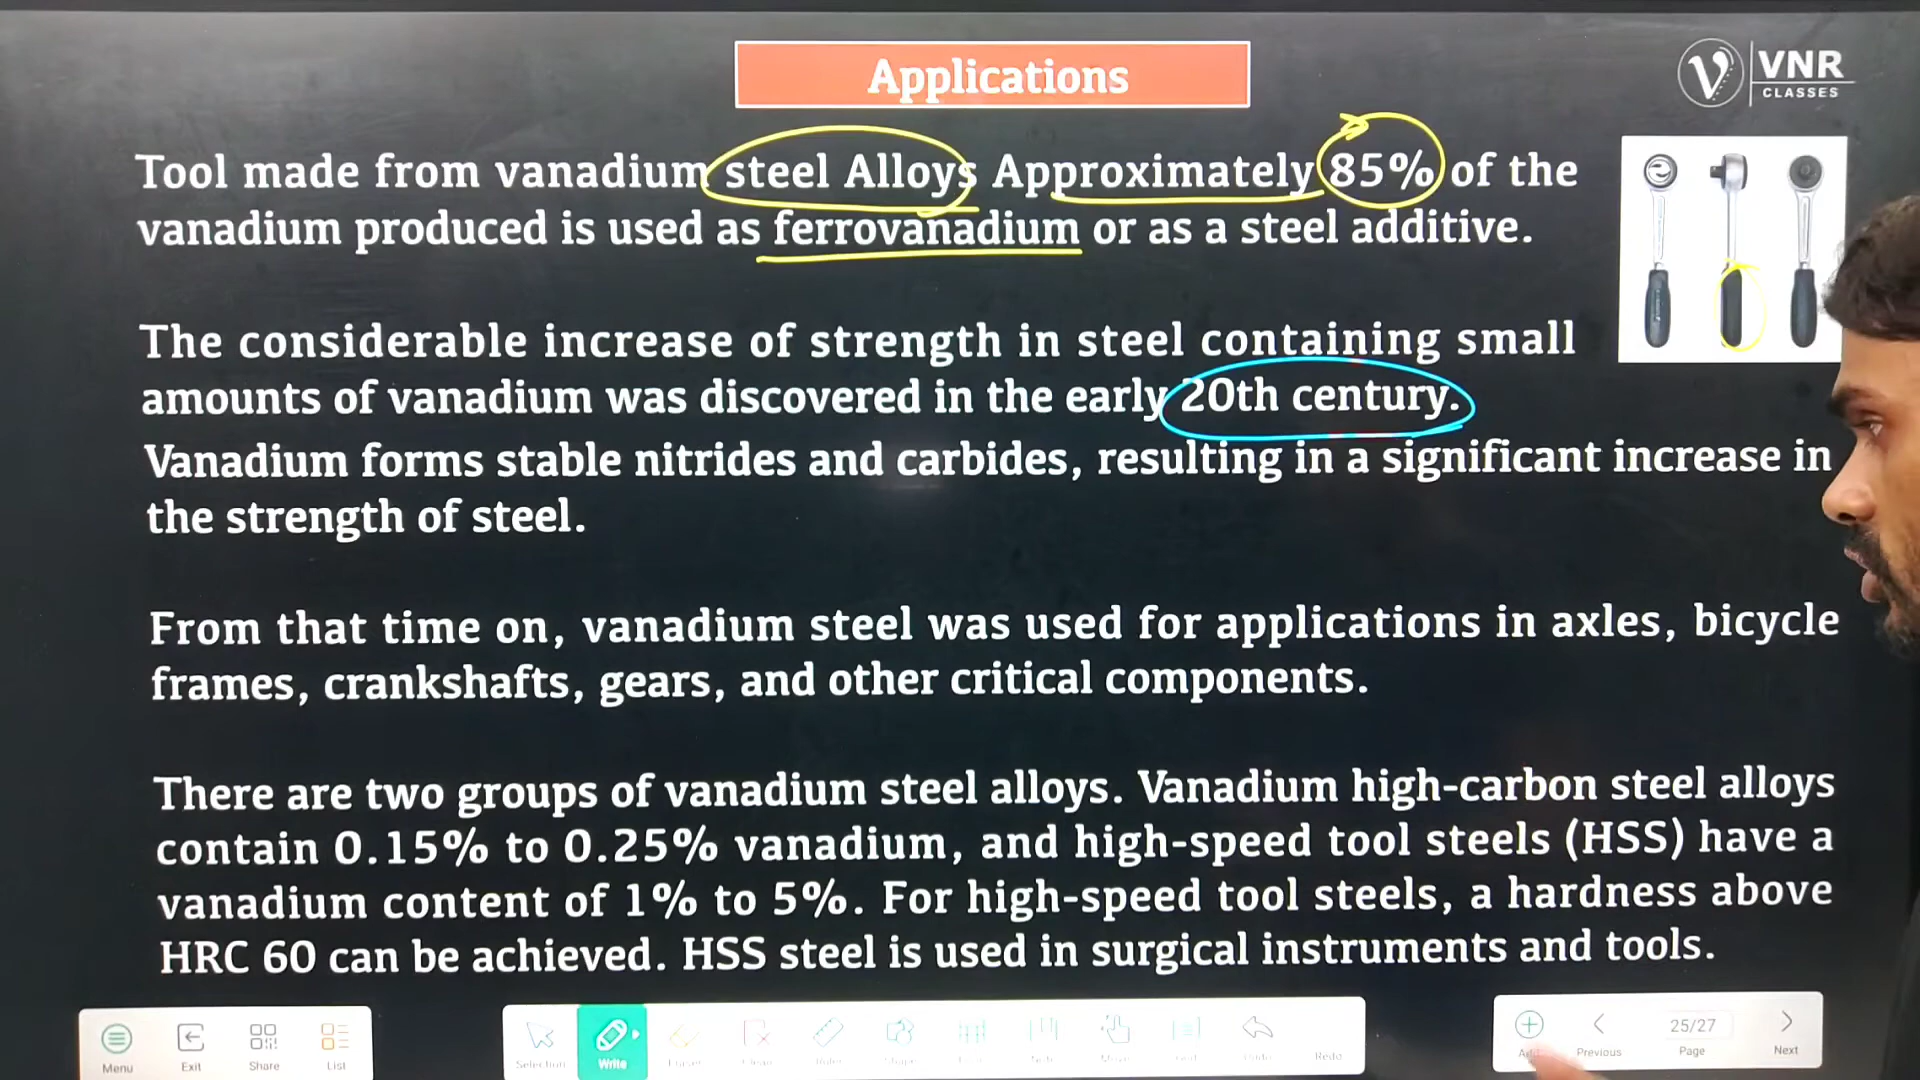 Applications
VNR
CLASSES
Tool made from vanadium steel Alloys Approximately 85% of the
vanadium produced is used as ferrovanadium or as a steel additive.
The considerable increase of strength in steel containing small
amounts of vanadium was discovered in the early 20th century.
Vanadium forms stable nitrides and carbides, resulting in a significant increase in
the strength of steel.
From that time on, vanadium steel was used for applications in axles, bicycle
frames, crankshafts, gears, and other critical components.
There are two groups of vanadium steel alloys. Vanadium high-carbon steel alloys
contain 0.15% to 0.25% vanadium, and high-speed tool steels (HSS) have a
vanadium content of 1% to 5%. For high-speed tool steels, a hardness above
HRC 60 can be achieved. HSS steel is used in surgical instruments and tools.
Menu Exit Share List
Selection Write Undo Redo
Previous 25/27 Page Next